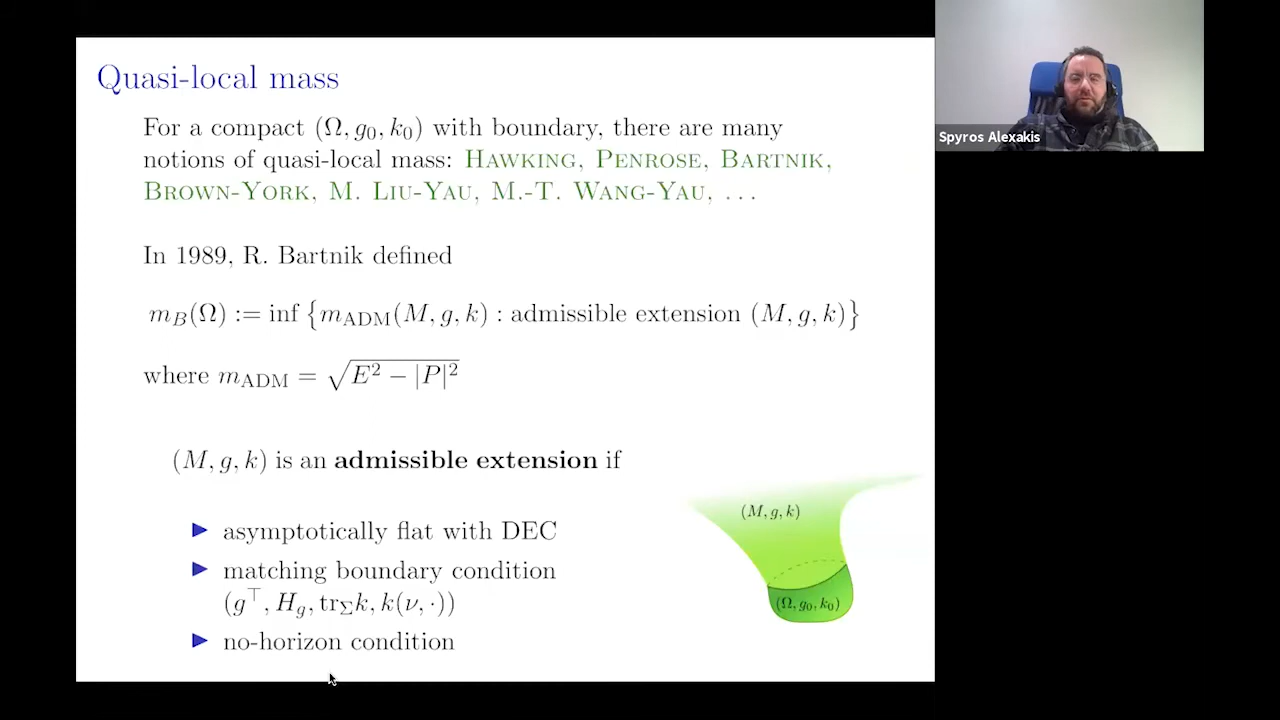 Quasi-local mass
For a compact (Ω, g₀, k₀) with boundary, there are many
notions of quasi-local mass: Hawking, Penrose, Bartnik,
Brown-York, M. Liu-Yau, M.-T. Wang-Yau, ...
In 1989, R. Bartnik defined
m_B(Ω) := inf {m_ADM(M, g, k) : admissible extension (M, g, k)}
where m_ADM = √(E² − |P|²)
(M, g, k) is an admissible extension if
▶ asymptotically flat with DEC
▶ matching boundary condition
(g^⊤, H_g, tr_Σ k, k(ν, ·))
▶ no-horizon condition
(M, g, k)
(Ω, g₀, k₀)
Spyros Alexakis